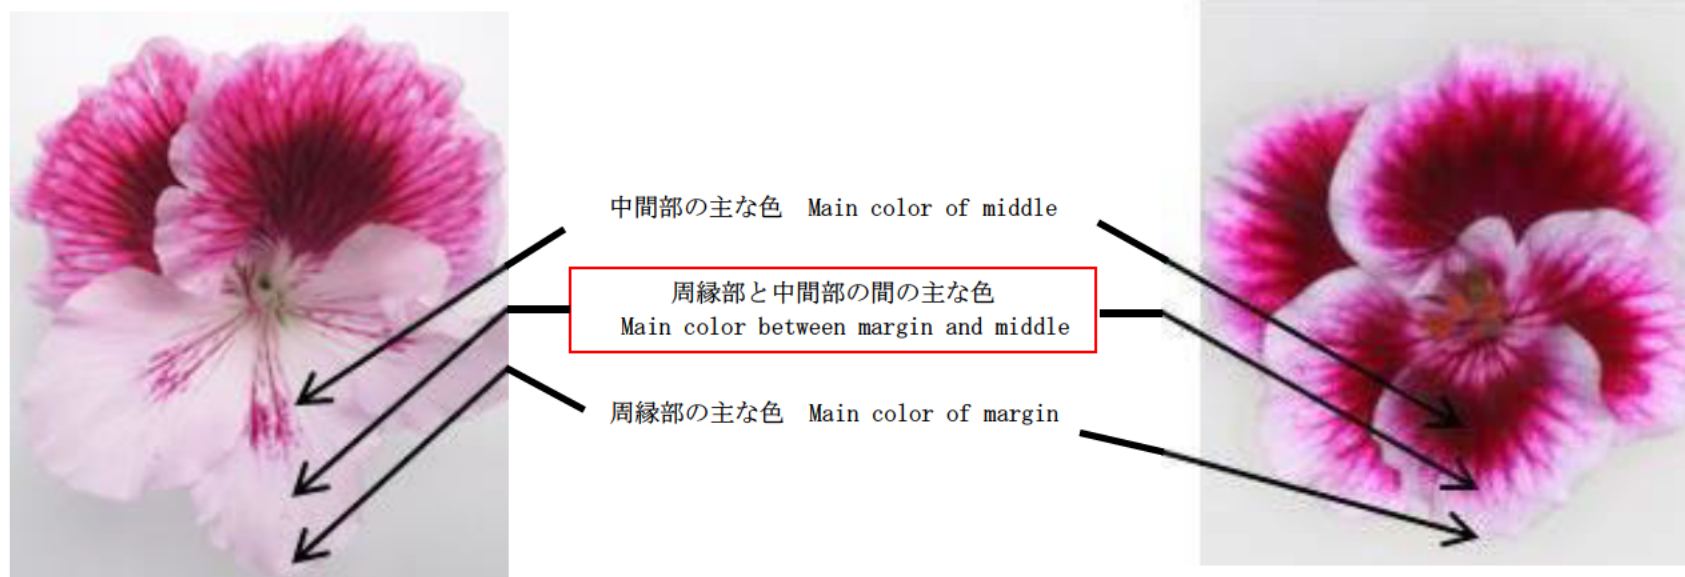 中間部の主な色　Main color of middle
周縁部と中間部の間の主な色
Main color between margin and middle
周縁部の主な色　Main color of margin